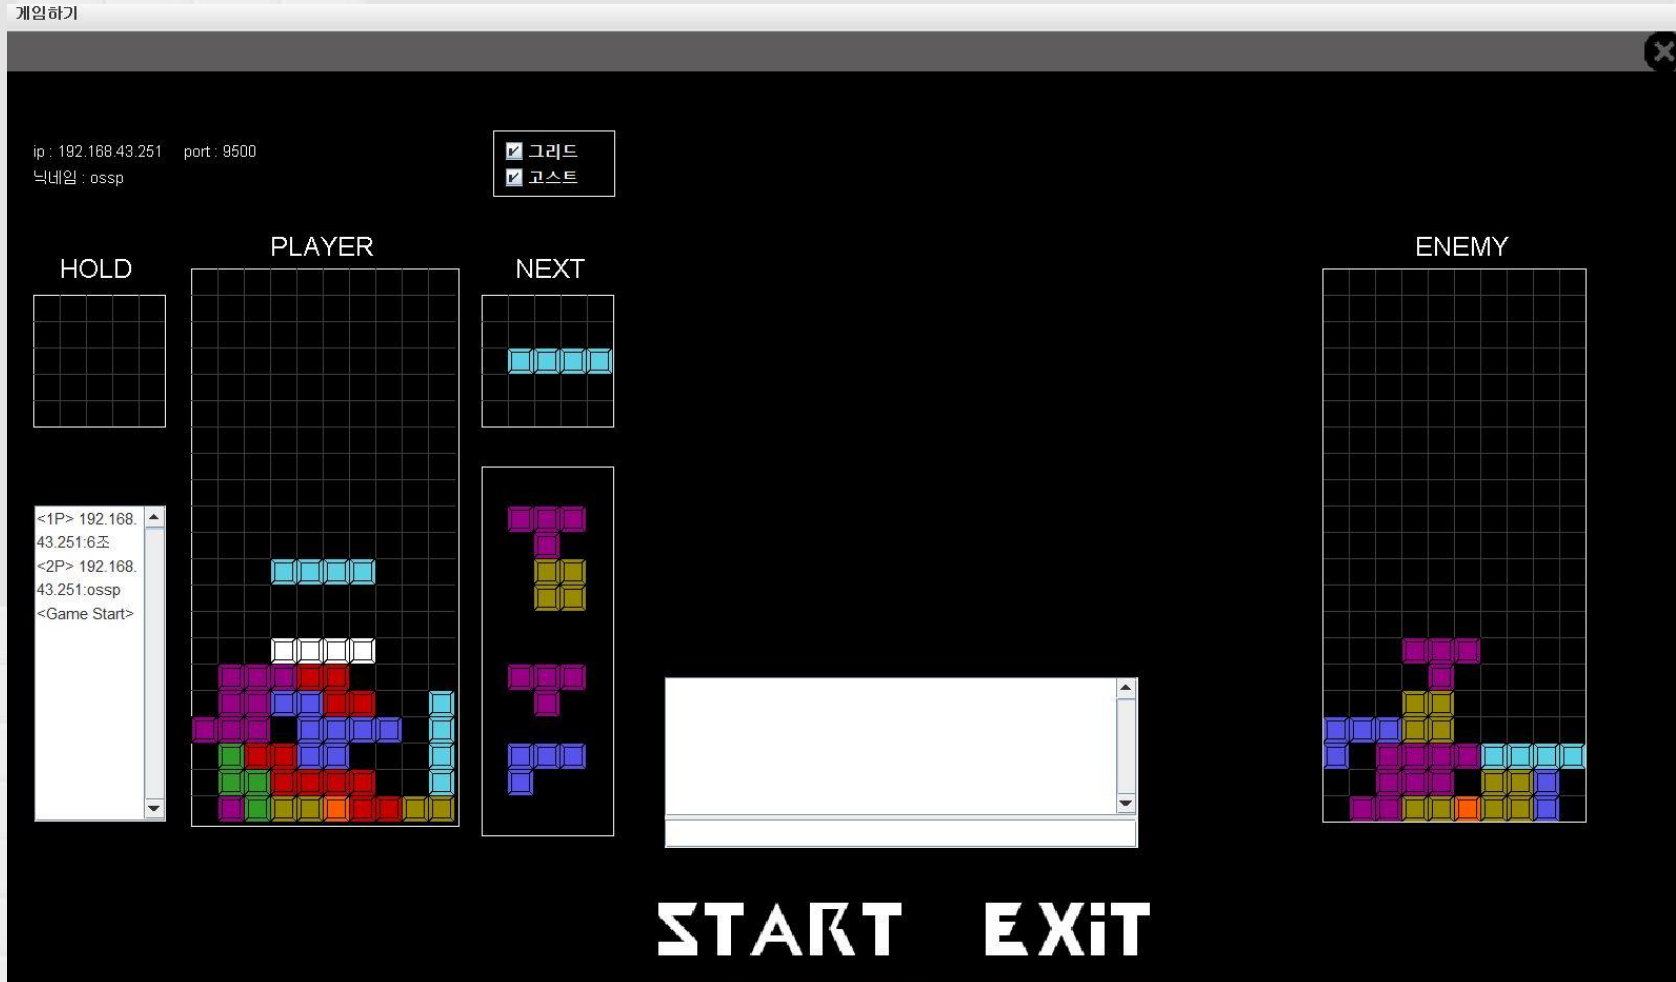 게임하기
ip : 192.168.43.251 port : 9500
닉네임 : ossp
그리드
고스트
HOLD
PLAYER
NEXT
ENEMY
<1P> 192.168.
43.251:6조
<2P> 192.168.
43.251:ossp
<Game Start>
START EXiT